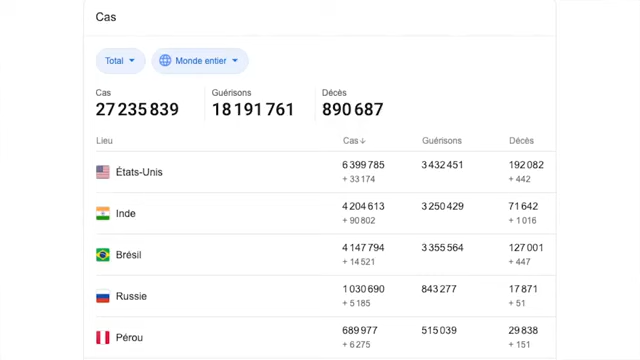 Cas
Total Monde entier
Cas Guérisons Décès
27 235 839 18 191 761 890 687
Lieu Cas↓ Guérisons Décès
États-Unis 6 399 785 3 432 451 192 082
+ 33 174 + 442
Inde 4 204 613 3 250 429 71 642
+ 90 802 + 1 016
Brésil 4 147 794 3 355 564 127 001
+ 14 521 + 447
Russie 1 030 690 843 277 17 871
+ 5 185 + 51
Pérou 689 977 515 039 29 838
+ 6 275 + 151